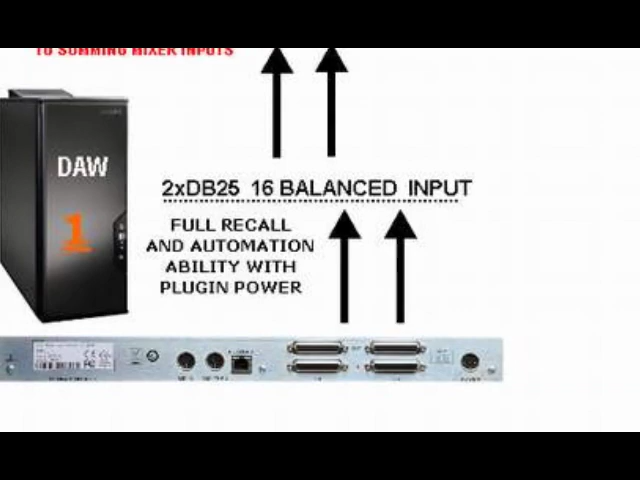 TO SUMMING MIXER INPUTS
DAW
1
2xDB25 16 BALANCED INPUT
FULL RECALL
AND AUTOMATION
ABILITY WITH
PLUGIN POWER